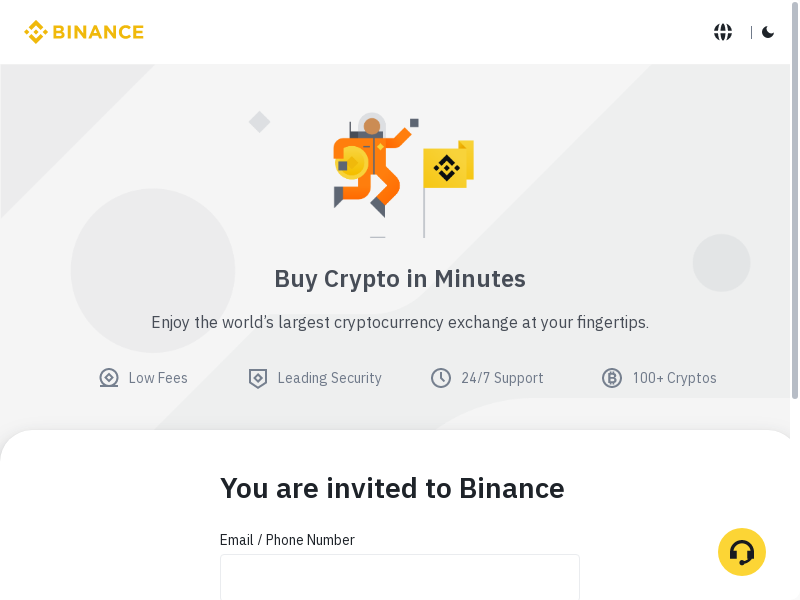 BINANCE
Buy Crypto in Minutes
Enjoy the world's largest cryptocurrency exchange at your fingertips.
Low Fees
Leading Security
24/7 Support
100+ Cryptos
You are invited to Binance
Email / Phone Number